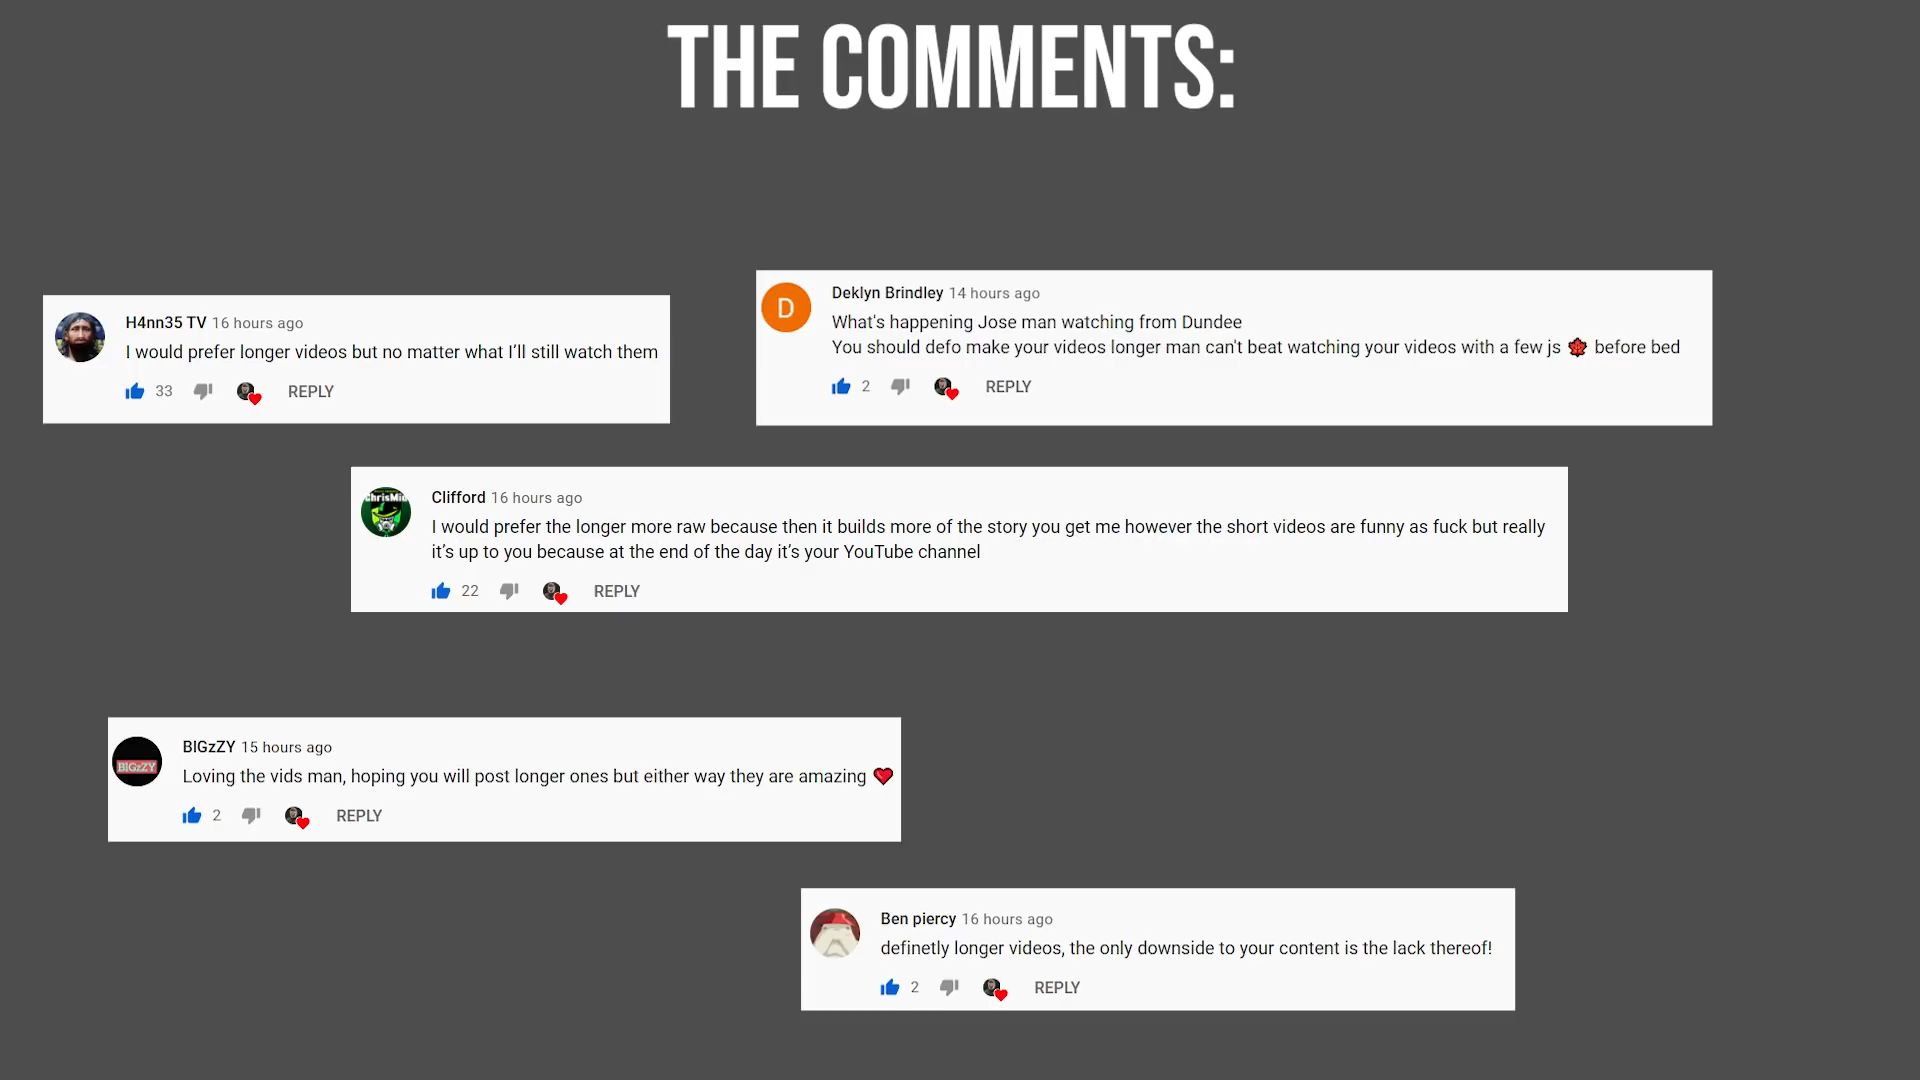 THE COMMENTS:
H4nn35 TV 16 hours ago
I would prefer longer videos but no matter what I’ll still watch them
33 REPLY
D
Deklyn Brindley 14 hours ago
What's happening Jose man watching from Dundee
You should defo make your videos longer man can't beat watching your videos with a few js 🍁 before bed
2 REPLY
ChrisMi
Clifford 16 hours ago
I would prefer the longer more raw because then it builds more of the story you get me however the short videos are funny as fuck but really
it’s up to you because at the end of the day it’s your YouTube channel
22 REPLY
BIGzZY
BIGzZY 15 hours ago
Loving the vids man, hoping you will post longer ones but either way they are amazing ❤️
2 REPLY
Ben piercy 16 hours ago
definetly longer videos, the only downside to your content is the lack thereof!
2 REPLY